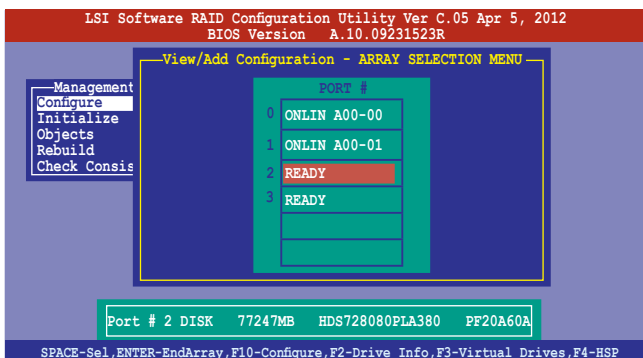 LSI Software RAID Configuration Utility Ver C.05 Apr 5, 2012
BIOS Version A.10.09231523R
View/Add Configuration - ARRAY SELECTION MENU
Management
Configure
Initialize
Objects
Rebuild
Check Consis
PORT #
0 ONLIN A00-00
1 ONLIN A00-01
2 READY
3 READY
Port # 2 DISK 77247MB HDS728080PLA380 PF20A60A
SPACE-Sel,ENTER-EndArray,F10-Configure,F2-Drive Info,F3-Virtual Drives,F4-HSP